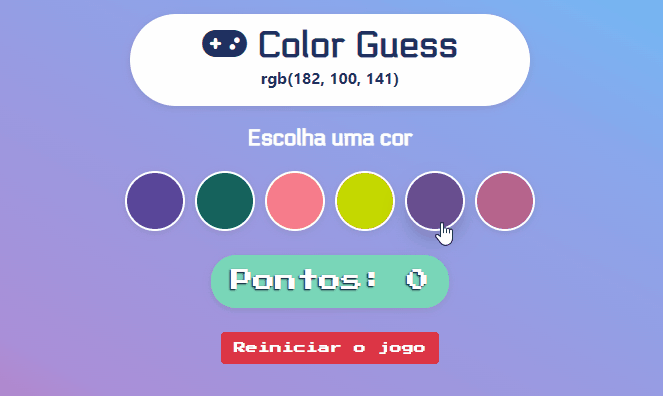 Color Guess
rgb(182, 100, 141)
Escolha uma cor
Pontos: 0
Reiniciar o jogo